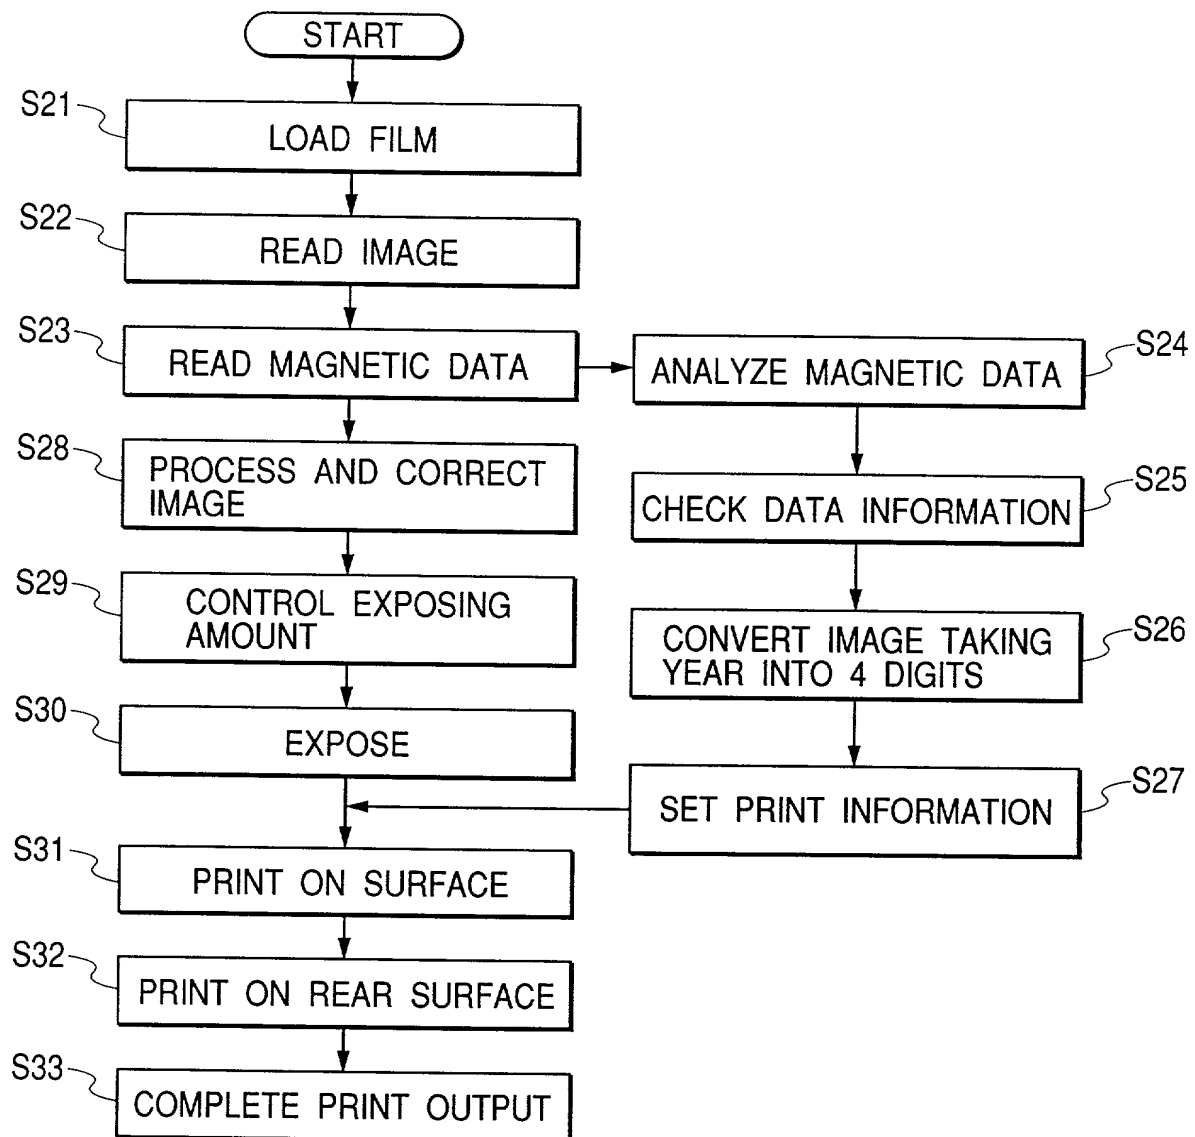 START
S21
LOAD FILM
S22
READ IMAGE
S23
READ MAGNETIC DATA
S24
ANALYZE MAGNETIC DATA
S25
CHECK DATA INFORMATION
S26
CONVERT IMAGE TAKING
YEAR INTO 4 DIGITS
S27
SET PRINT INFORMATION
S28
PROCESS AND CORRECT
IMAGE
S29
CONTROL EXPOSING
AMOUNT
S30
EXPOSE
S31
PRINT ON SURFACE
S32
PRINT ON REAR SURFACE
S33
COMPLETE PRINT OUTPUT